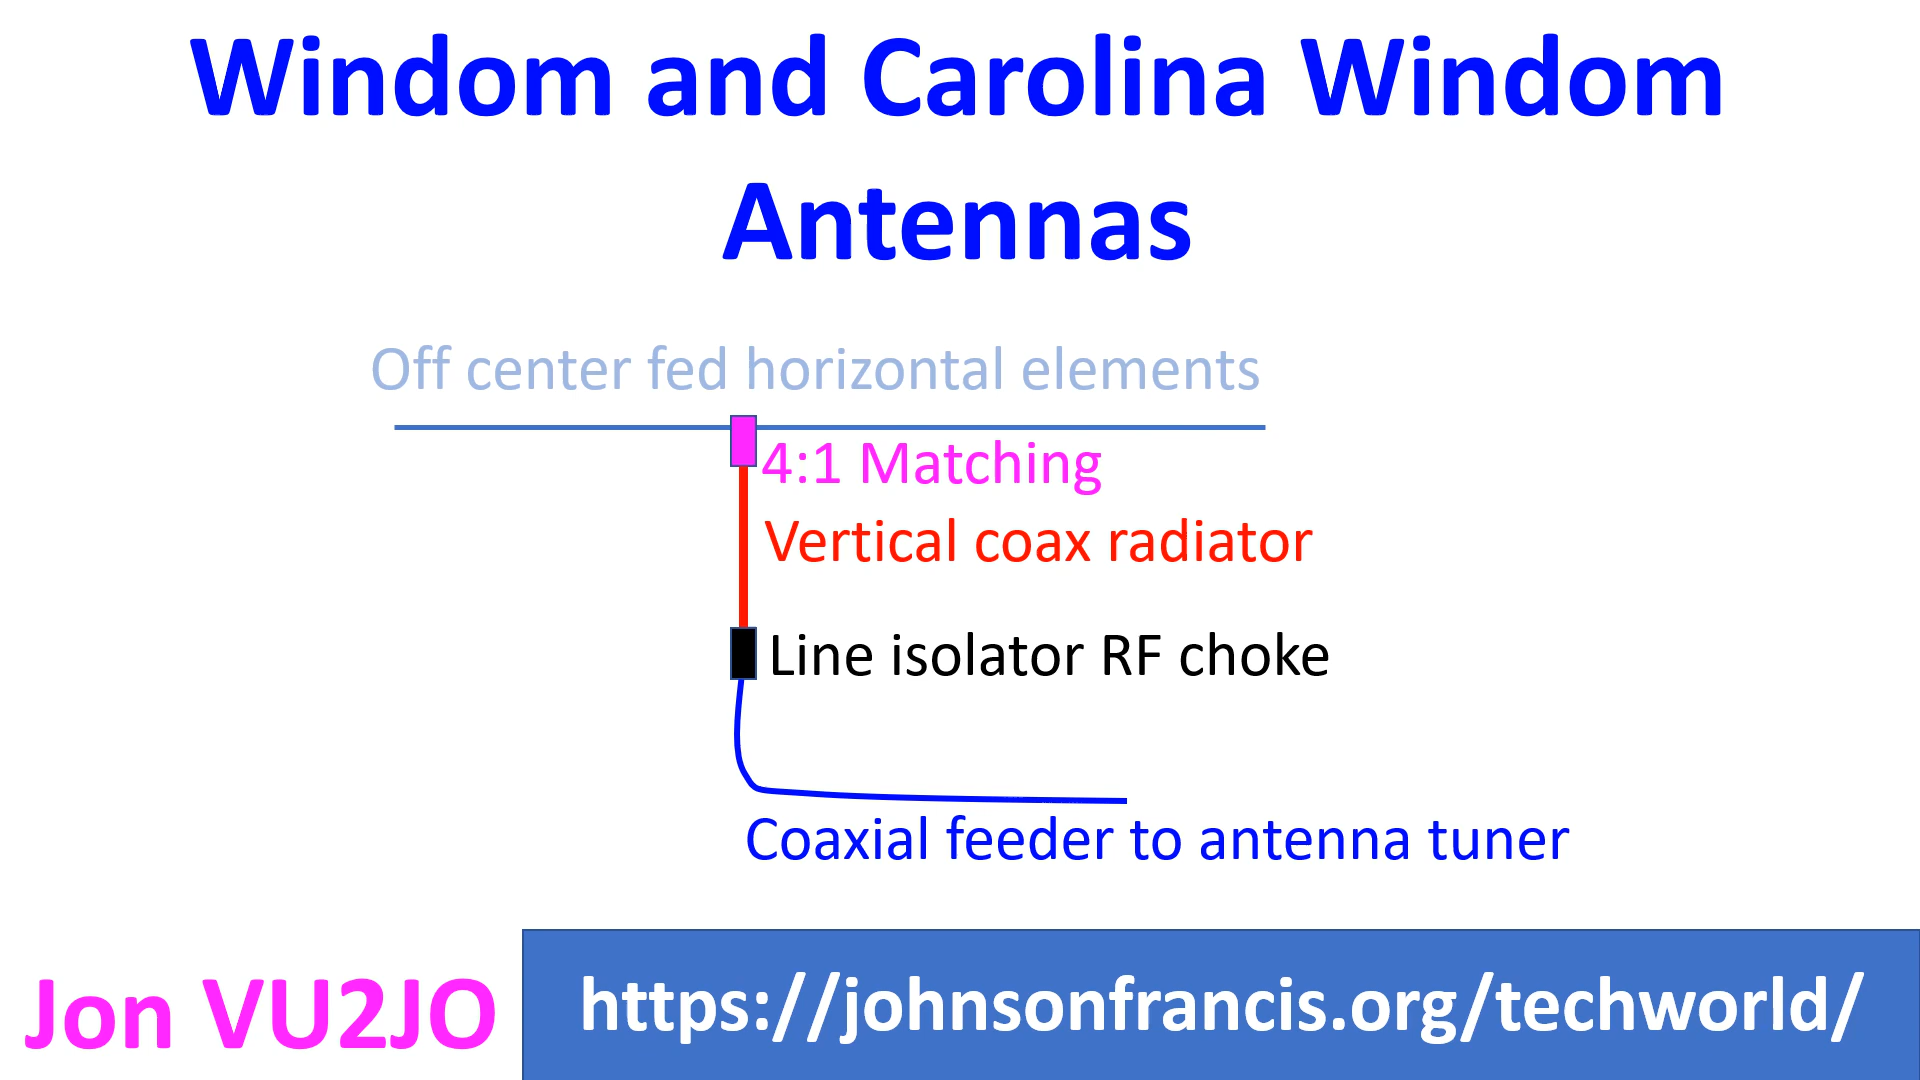 Windom and Carolina Windom
Antennas
Off center fed horizontal elements
4:1 Matching
Vertical coax radiator
Line isolator RF choke
Coaxial feeder to antenna tuner
Jon VU2JO
https://johnsonfrancis.org/techworld/